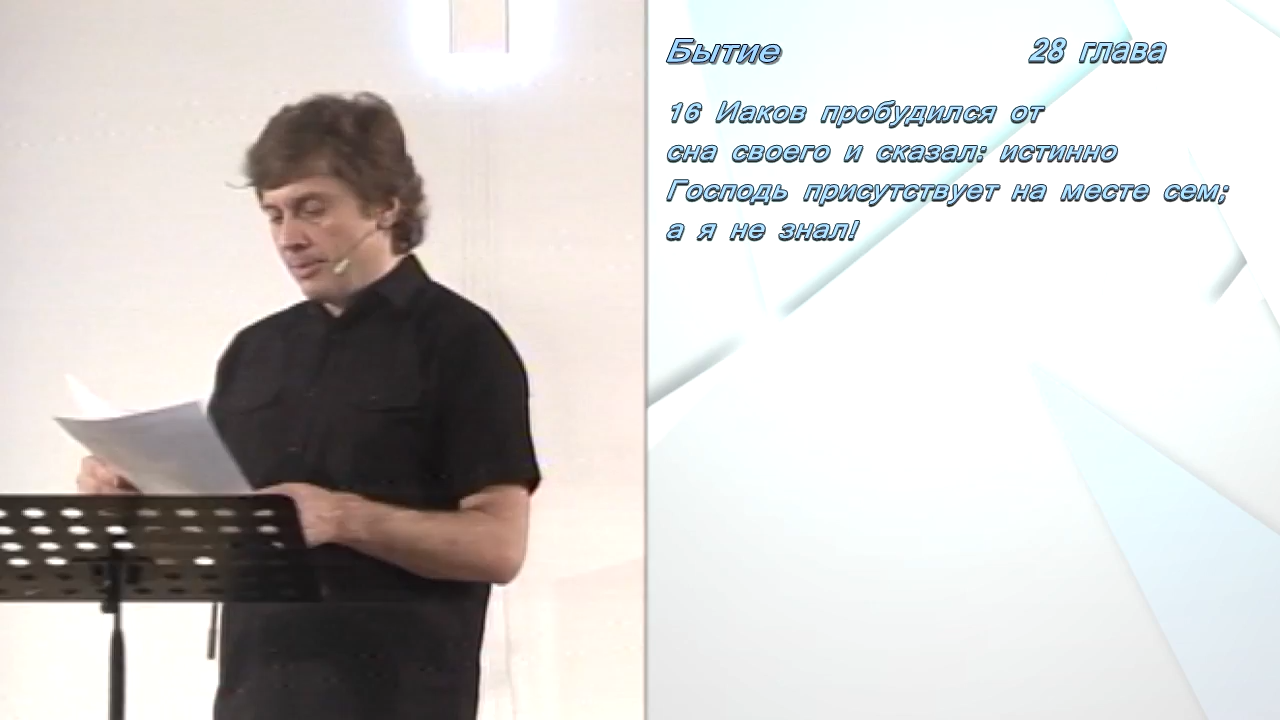 Бытие 28 глава
16 Иаков пробудился от
сна своего и сказал: истинно
Господь присутствует на месте сем;
а я не знал!